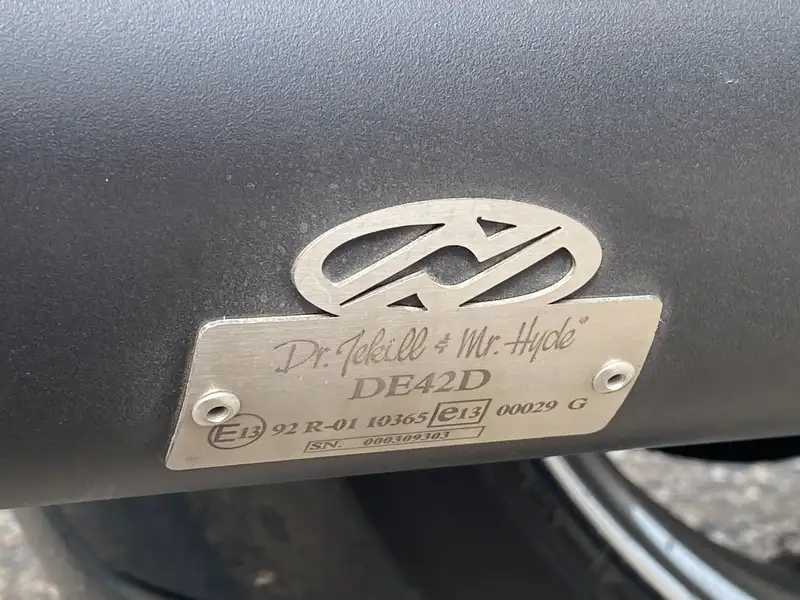 Dr. Jekill & Mr. Hyde®
DE42D
E13 92 R-01 10365 e13 00029 G
SN. 000309303